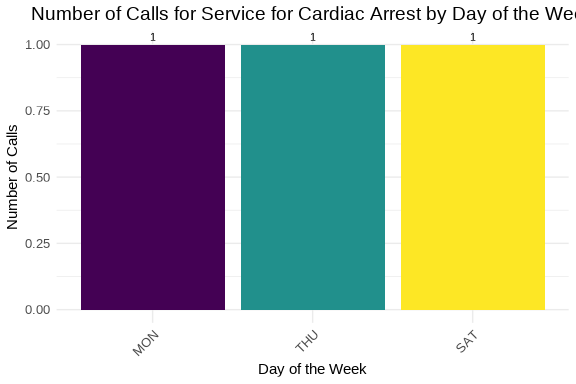 Number of Calls for Service for Cardiac Arrest by Day of the Wee
1 1 1
1.00
0.75
0.50
0.25
0.00
Number of Calls
MON THU SAT
Day of the Week